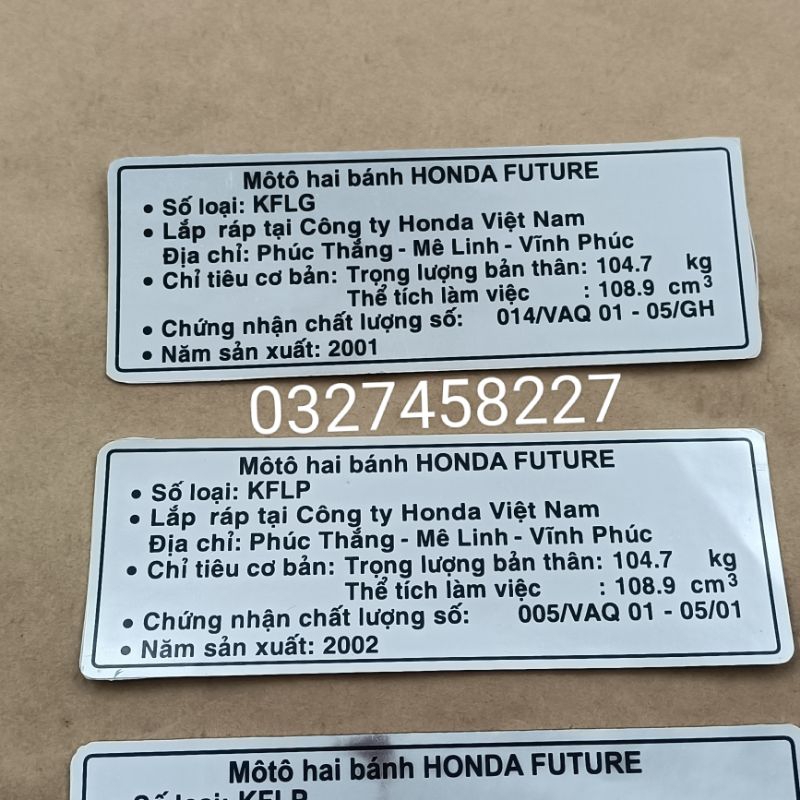 Môtô hai bánh HONDA FUTURE
• Số loại: KFLG
• Lắp ráp tại Công ty Honda Việt Nam
Địa chỉ: Phúc Thắng - Mê Linh - Vĩnh Phúc
• Chỉ tiêu cơ bản: Trọng lượng bản thân: 104.7 kg
Thể tích làm việc : 108.9 cm³
• Chứng nhận chất lượng số: 014/VAQ 01 - 05/GH
• Năm sản xuất: 2001
0327458227
Môtô hai bánh HONDA FUTURE
• Số loại: KFLP
• Lắp ráp tại Công ty Honda Việt Nam
Địa chỉ: Phúc Thắng - Mê Linh - Vĩnh Phúc
• Chỉ tiêu cơ bản: Trọng lượng bản thân: 104.7 kg
Thể tích làm việc : 108.9 cm³
• Chứng nhận chất lượng số: 005/VAQ 01 - 05/01
• Năm sản xuất: 2002
Môtô hai bánh HONDA FUTURE
Số loại: KFLP